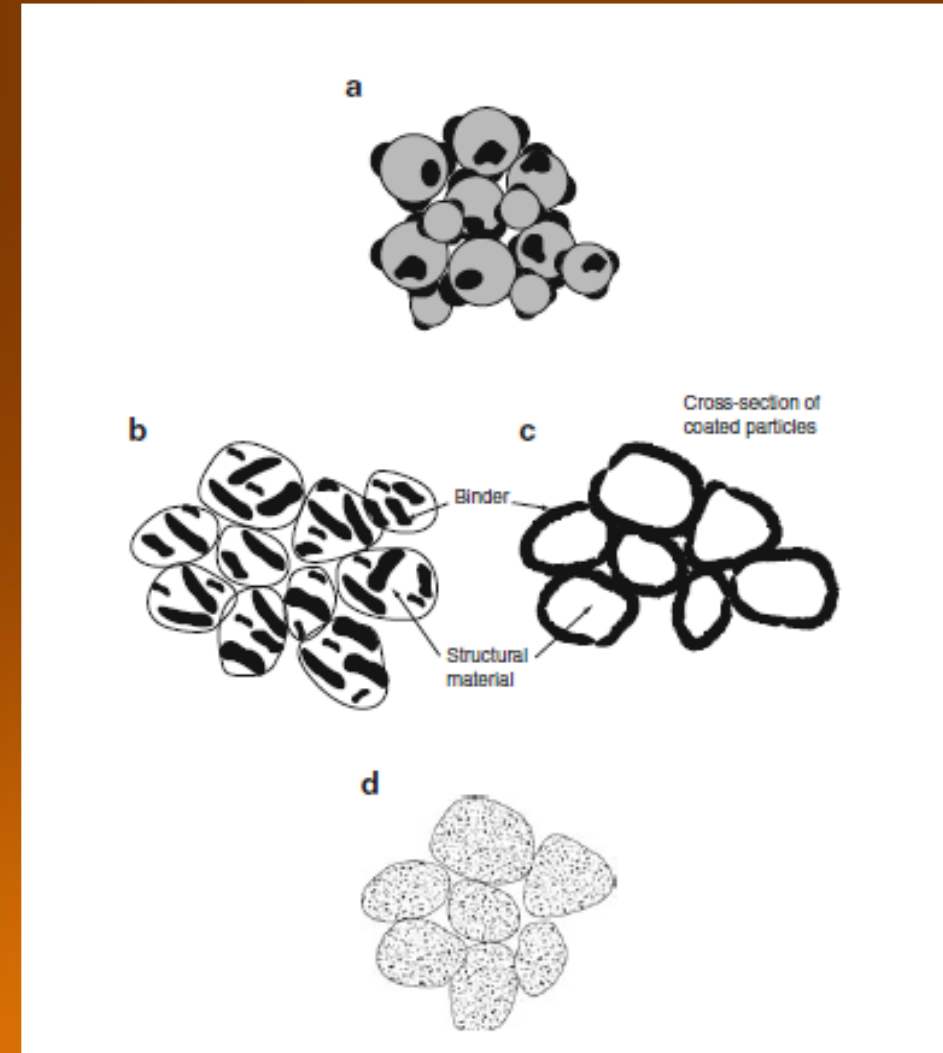 a
Cross-section of
coated particles
b
c
Binder
Structural
material
d